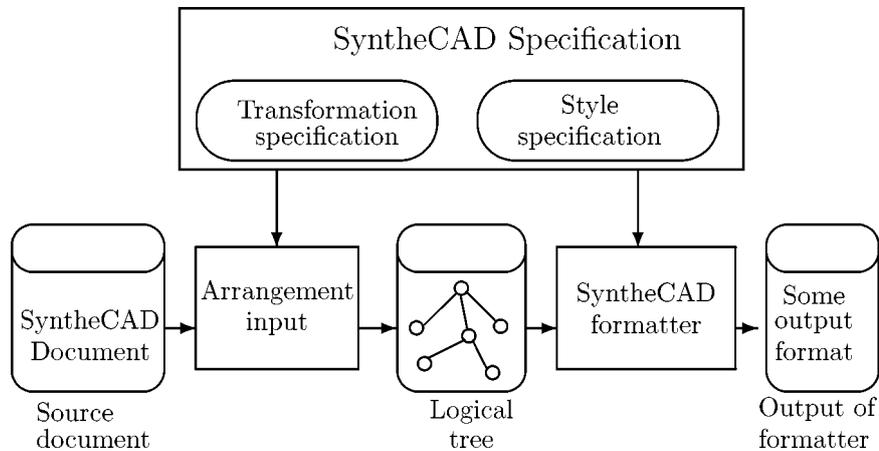 SyntheCAD Specification
Transformation
specification
Style
specification
SyntheCAD
Document
Arrangement
input
SyntheCAD
formatter
Some
output
format
Source
document
Logical
tree
Output of
formatter